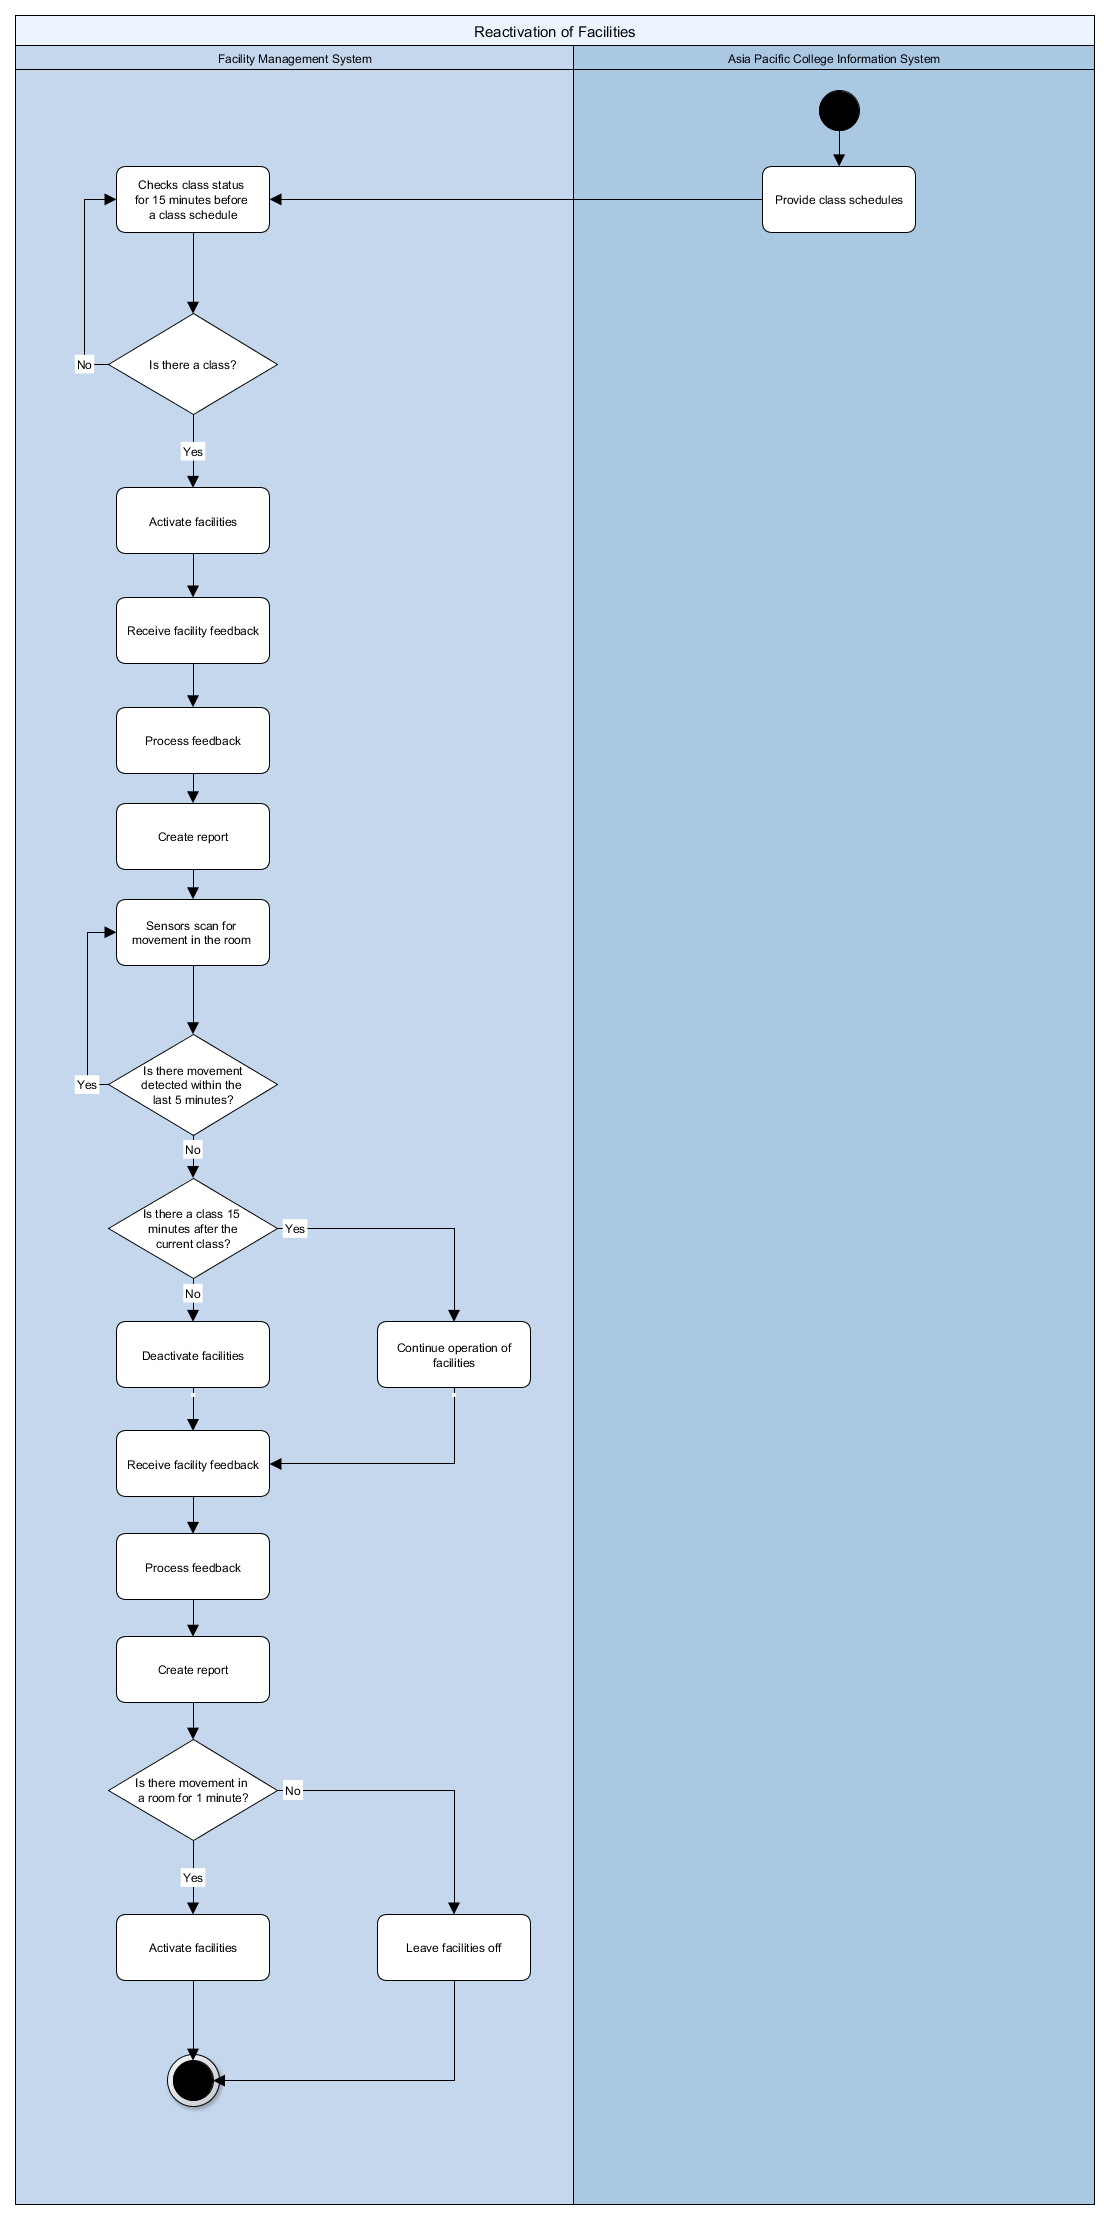 Reactivation of Facilities
Facility Management System
Asia Pacific College Information System
Checks class status
for 15 minutes before
a class schedule
Provide class schedules
No
Is there a class?
Yes
Activate facilities
Receive facility feedback
Process feedback
Create report
Sensors scan for
movement in the room
Yes
Is there movement
detected within the
last 5 minutes?
No
Is there a class 15
minutes after the
current class?
Yes
No
Deactivate facilities
Continue operation of
facilities
Receive facility feedback
Process feedback
Create report
Is there movement in
a room for 1 minute?
No
Yes
Activate facilities
Leave facilities off